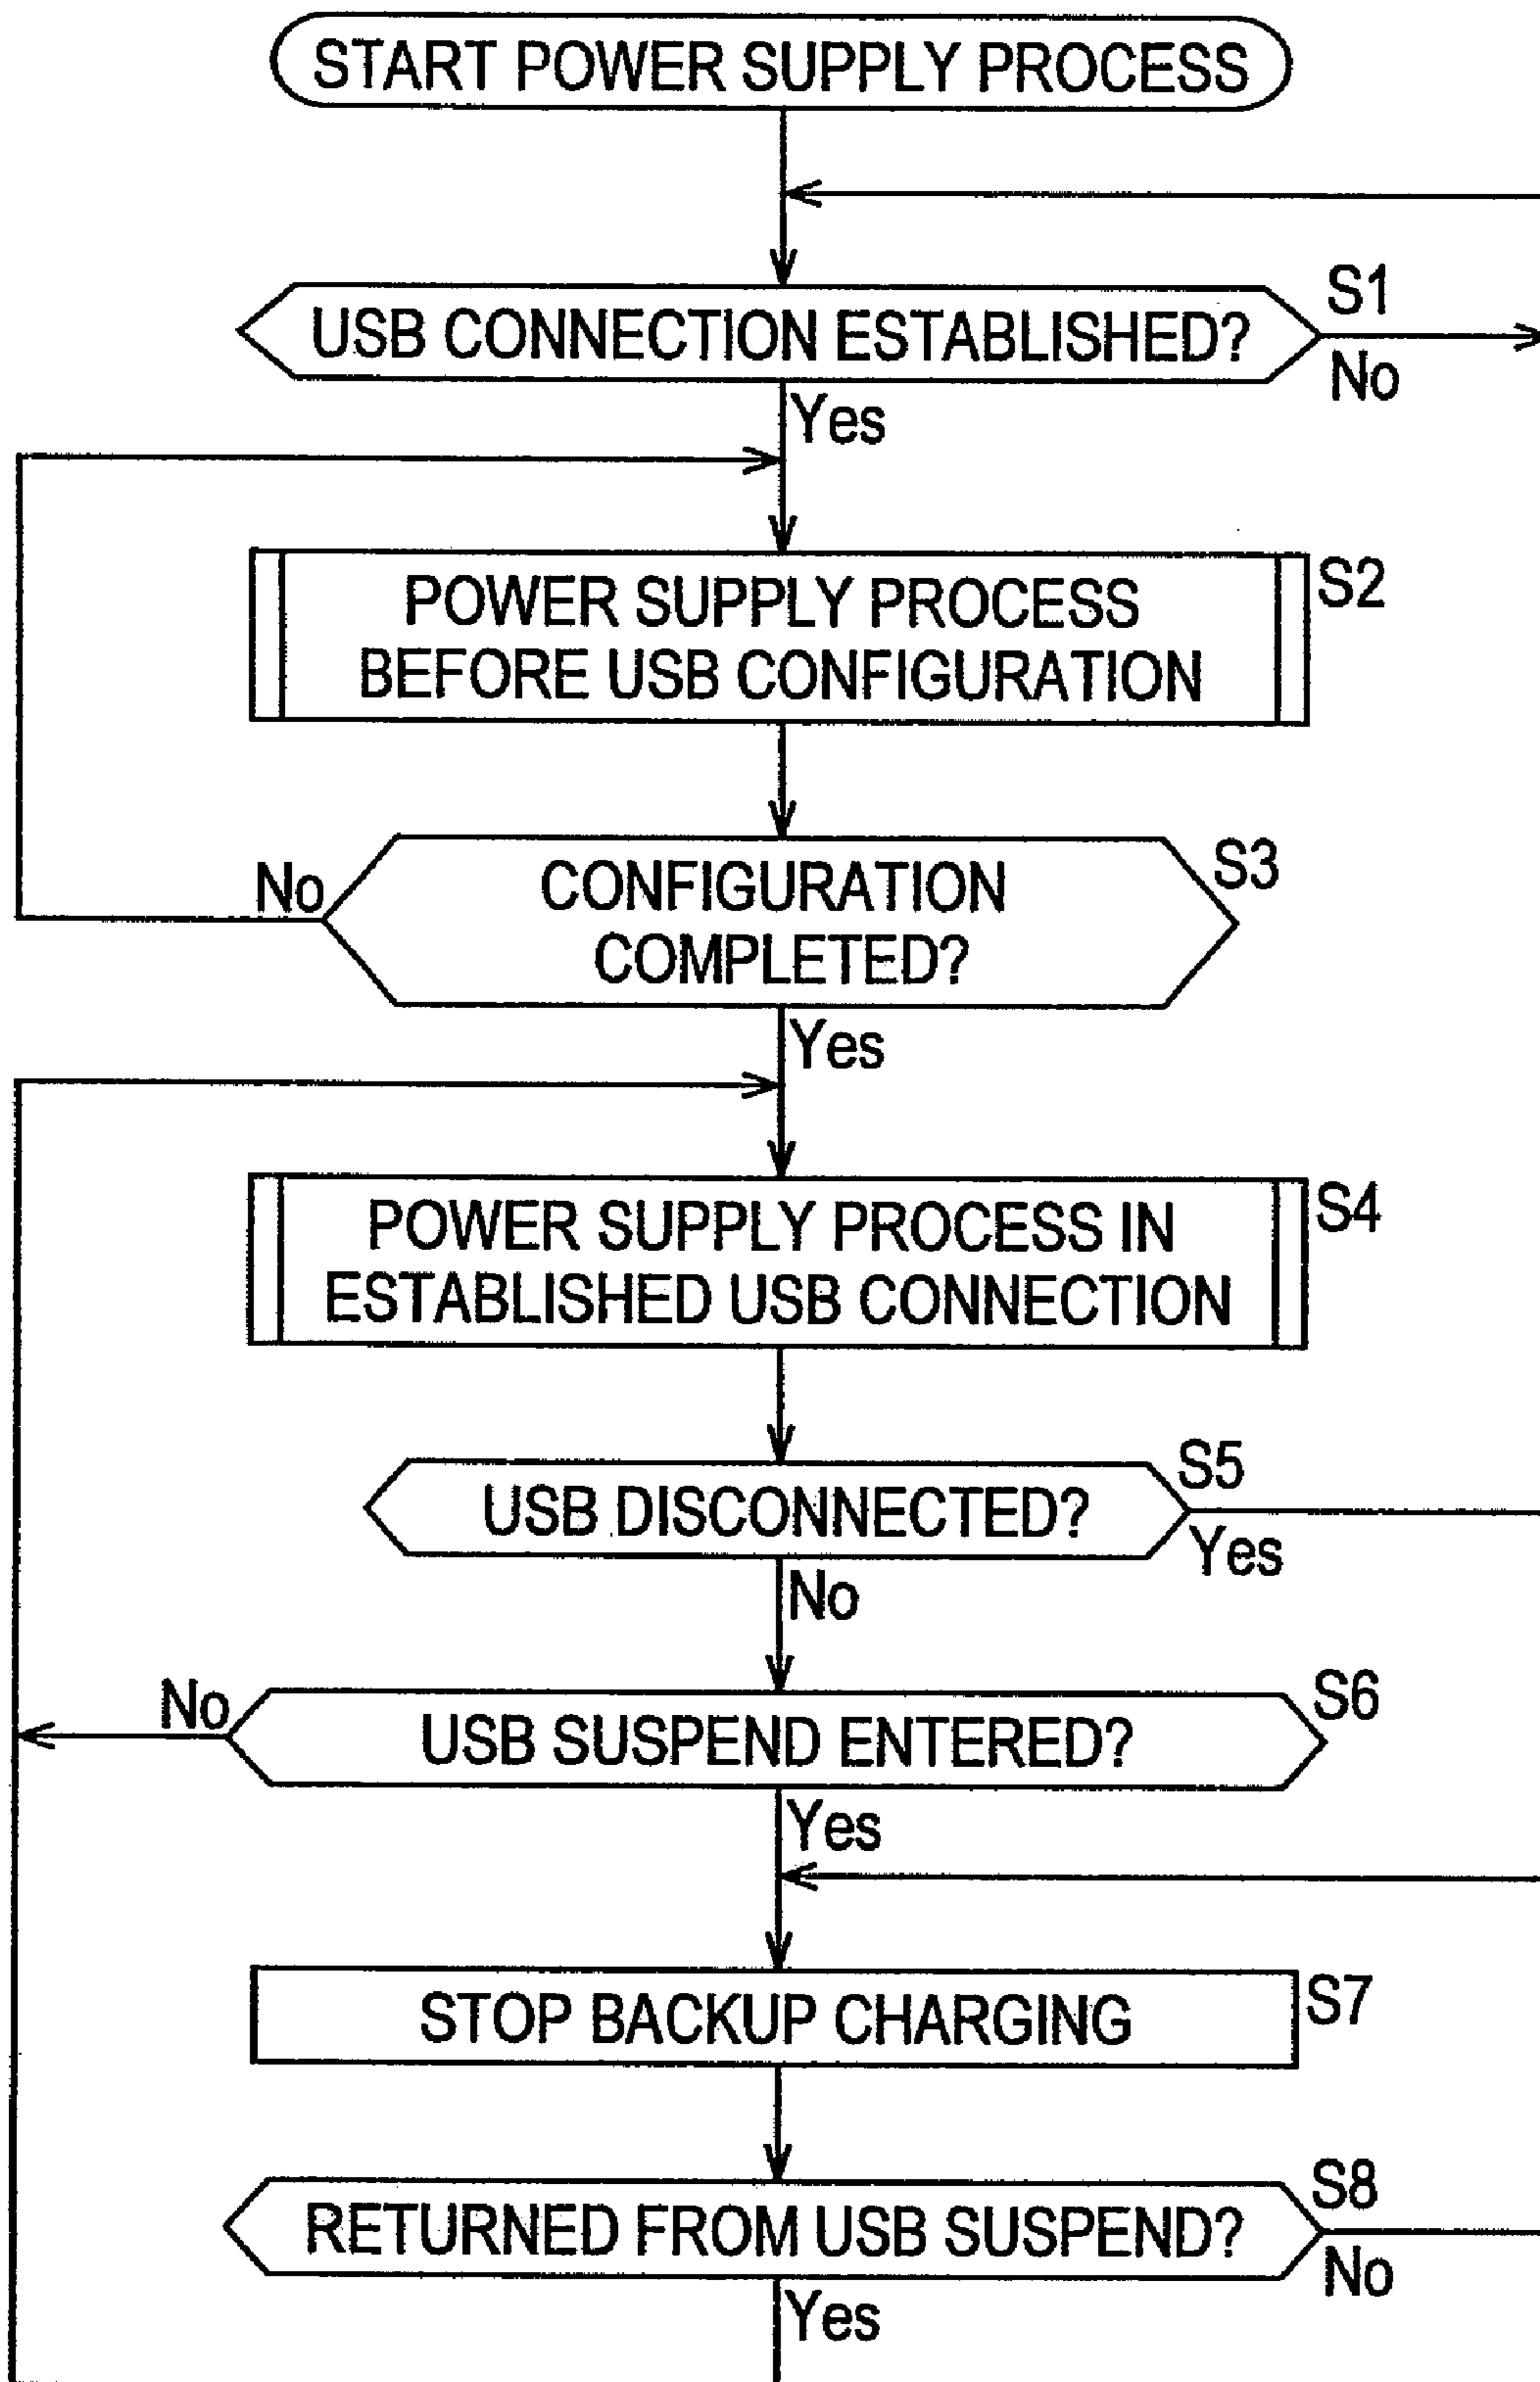 START POWER SUPPLY PROCESS
USB CONNECTION ESTABLISHED?
S1
No
Yes
POWER SUPPLY PROCESS
BEFORE USB CONFIGURATION
S2
CONFIGURATION
COMPLETED?
S3
No
Yes
POWER SUPPLY PROCESS IN
ESTABLISHED USB CONNECTION
S4
USB DISCONNECTED?
S5
Yes
No
USB SUSPEND ENTERED?
S6
No
Yes
STOP BACKUP CHARGING
S7
RETURNED FROM USB SUSPEND?
S8
No
Yes